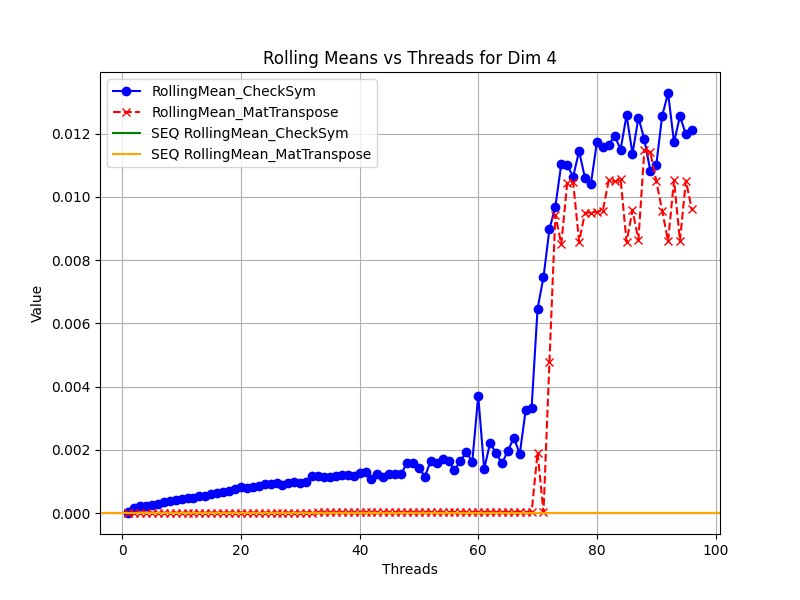 Rolling Means vs Threads for Dim 4
RollingMean_CheckSym
RollingMean_MatTranspose
SEQ RollingMean_CheckSym
SEQ RollingMean_MatTranspose
0.012
0.010
0.008
0.006
0.004
0.002
0.000
Value
0 20 40 60 80 100
Threads